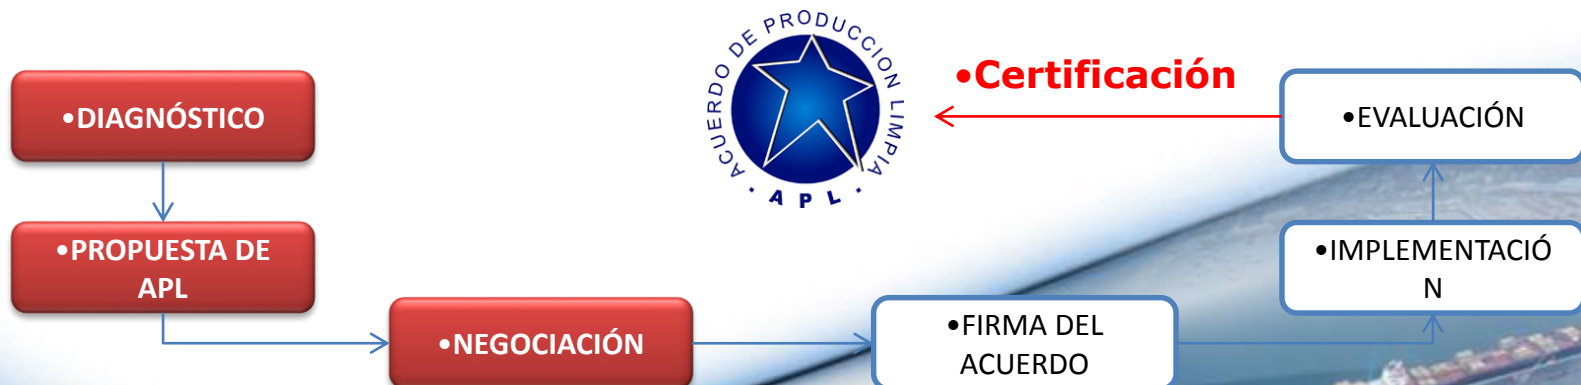 ACUERDO DE PRODUCCION LIMPIA
· A P L ·
•Certificación
•DIAGNÓSTICO
•EVALUACIÓN
•PROPUESTA DE
APL
•IMPLEMENTACIÓ
N
•NEGOCIACIÓN
•FIRMA DEL
ACUERDO